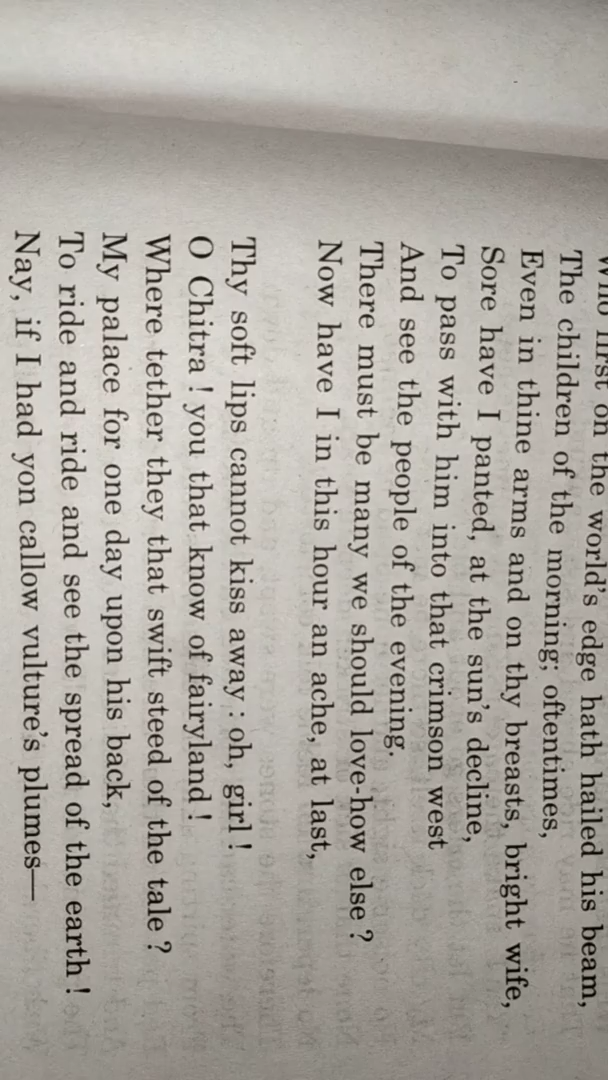 Who first on the world's edge hath hailed his beam,
The children of the morning; oftentimes,
Even in thine arms and on thy breasts, bright wife,
Sore have I panted, at the sun's decline,
To pass with him into that crimson west
And see the people of the evening.
There must be many we should love-how else ?
Now have I in this hour an ache, at last,
Thy soft lips cannot kiss away : oh, girl !
O Chitra ! you that know of fairyland !
Where tether they that swift steed of the tale ?
My palace for one day upon his back,
To ride and ride and see the spread of the earth !
Nay, if I had yon callow vulture's plumes—